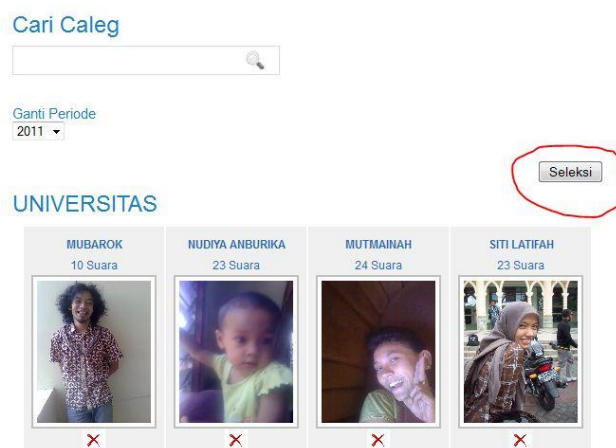 Cari Caleg
Ganti Periode
2011
Seleksi
UNIVERSITAS
MUBAROK
10 Suara
NUDIYA ANBURIKA
23 Suara
MUTMAINAH
24 Suara
SITI LATIFAH
23 Suara